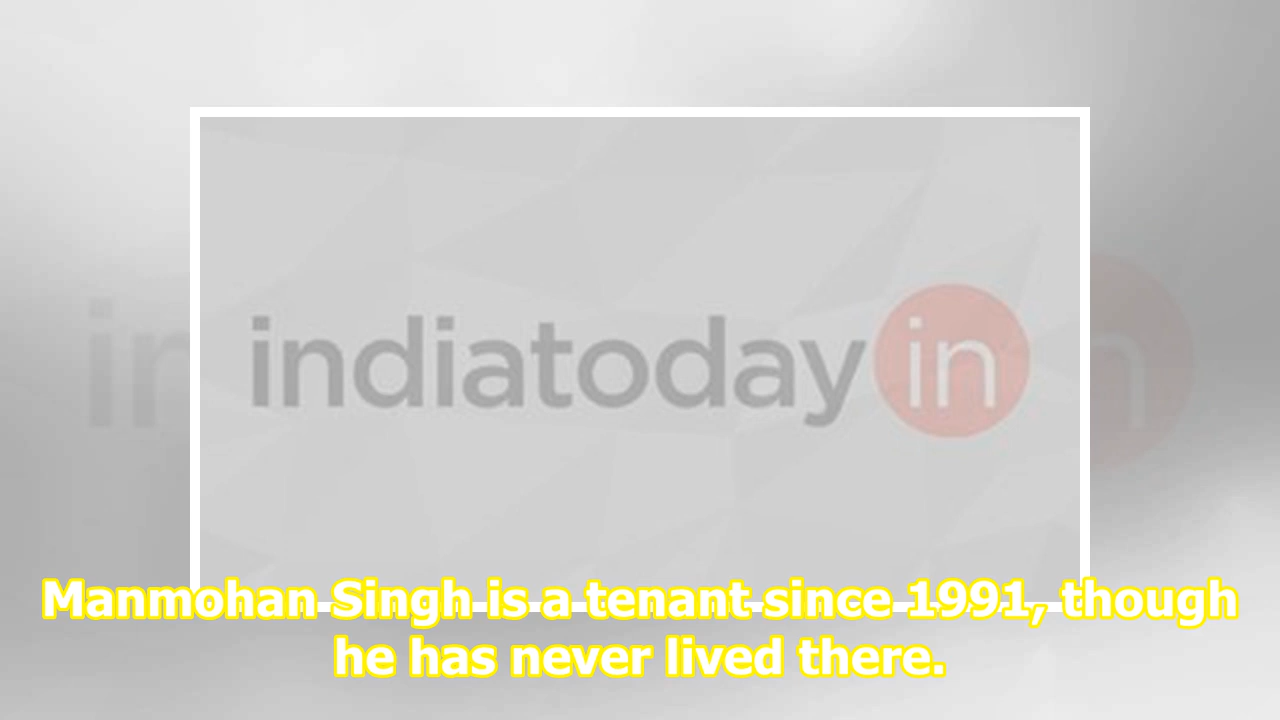 indiatoday in
Manmohan Singh is a tenant since 1991, though
he has never lived there.